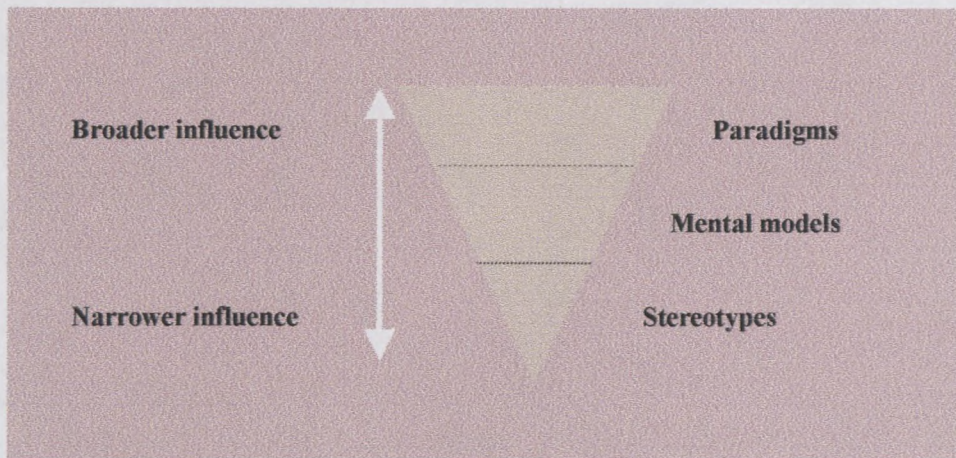 Broader influence
Paradigms
Mental models
Narrower influence
Stereotypes